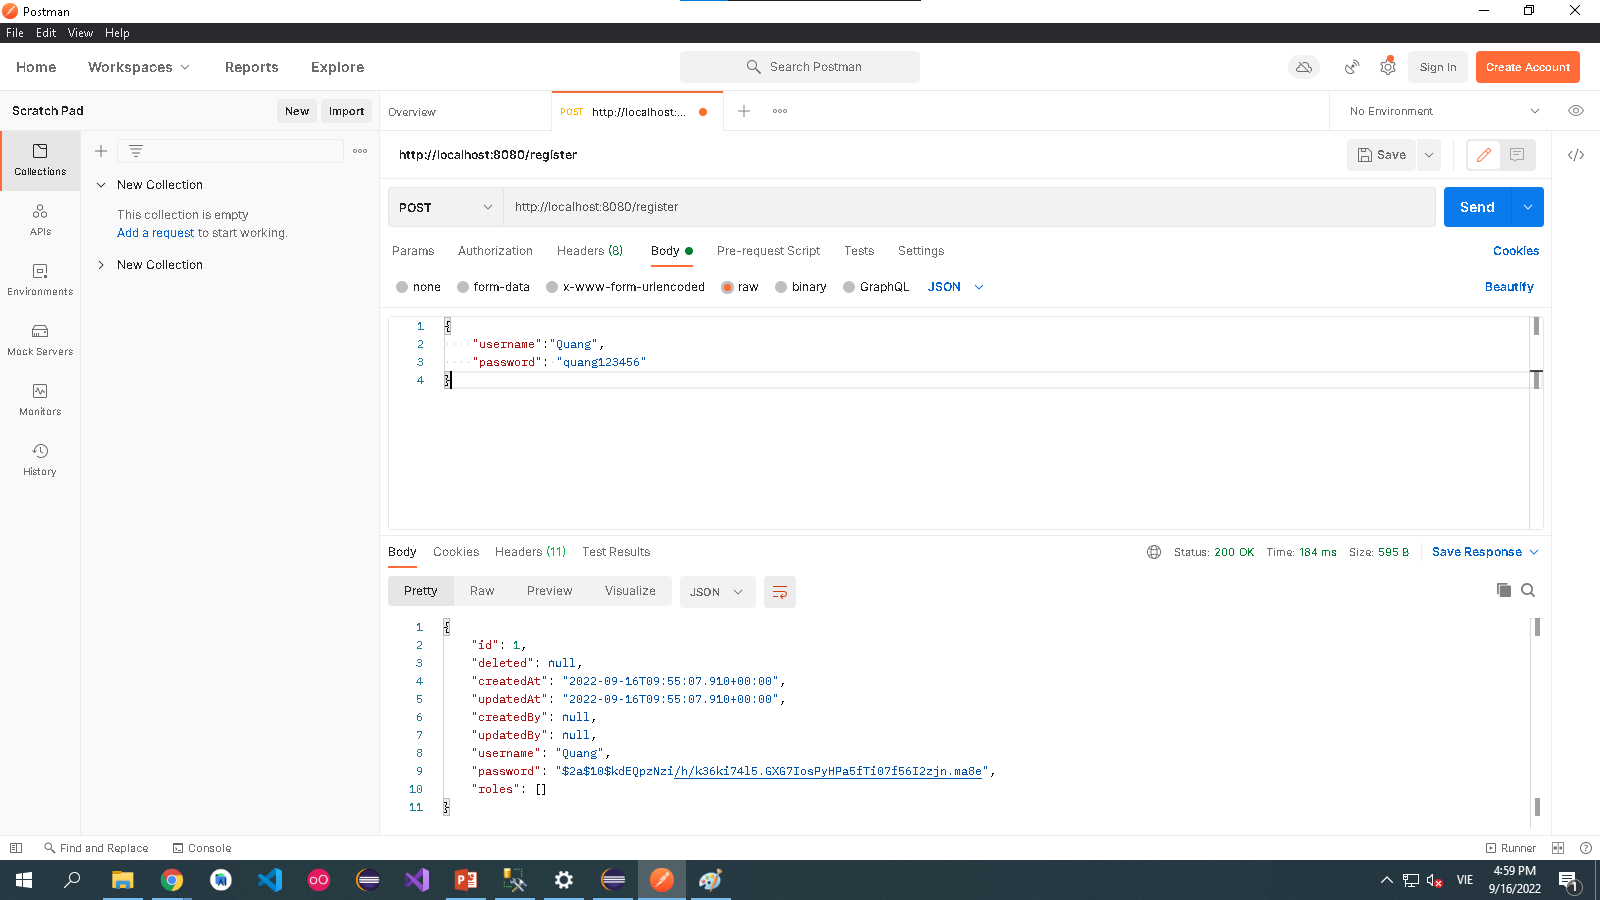 Postman
File Edit View Help
Home Workspaces Reports Explore Search Postman Sign In Create Account
Scratch Pad New Import Overview POST http://localhost:... No Environment
http://localhost:8080/register Save
Collections
New Collection
This collection is empty
Add a request to start working.
New Collection
APIs
Environments
Mock Servers
Monitors
History
POST http://localhost:8080/register Send
Params Authorization Headers (8) Body Pre-request Script Tests Settings Cookies
none form-data x-www-form-urlencoded raw binary GraphQL JSON Beautify
1 {
2 "username":"Quang",
3 "password": "quang123456"
4 }
Body Cookies Headers (11) Test Results Status: 200 OK Time: 184 ms Size: 595 B Save Response
Pretty Raw Preview Visualize JSON
1 {
2 "id": 1,
3 "deleted": null,
4 "createdAt": "2022-09-16T09:55:07.910+00:00",
5 "updatedAt": "2022-09-16T09:55:07.910+00:00",
6 "createdBy": null,
7 "updatedBy": null,
8 "username": "Quang",
9 "password": "$2a$10$kdEQpzNzi/h/k36ki74l5.GXG7IosPyHPa5fTi07f56I2zjn.ma8e",
10 "roles": []
11 }
Find and Replace Console Runner
VIE 4:59 PM
9/16/2022
1